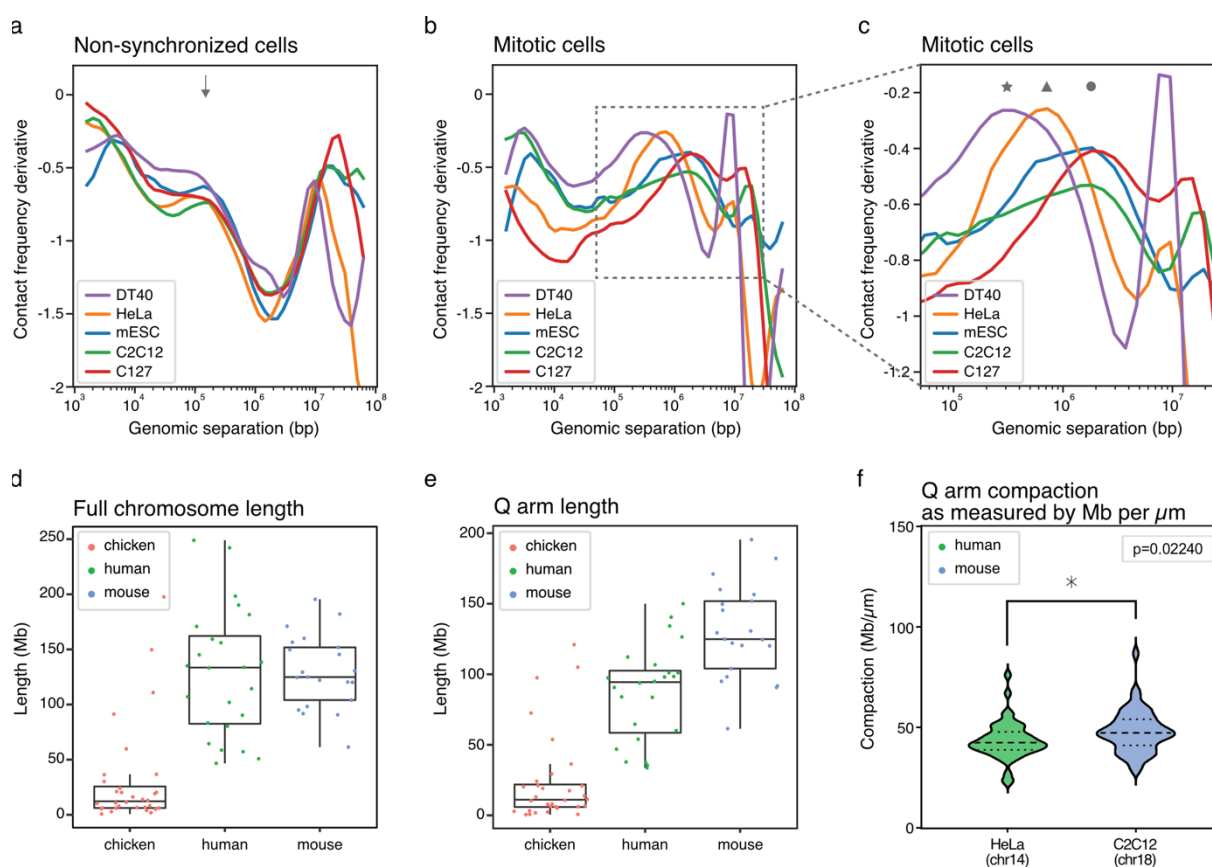 a
Non-synchronized cells
0
-0.5
-1
-1.5
-2
Contact frequency derivative
DT40
HeLa
mESC
C2C12
C127
10³ 10⁴ 10⁵ 10⁶ 10⁷ 10⁸
Genomic separation (bp)
b
Mitotic cells
0
-0.5
-1
-1.5
-2
Contact frequency derivative
DT40
HeLa
mESC
C2C12
C127
10³ 10⁴ 10⁵ 10⁶ 10⁷ 10⁸
Genomic separation (bp)
c
Mitotic cells
-0.2
-0.4
-0.6
-0.8
-1
-1.2
Contact frequency derivative
DT40
HeLa
mESC
C2C12
C127
10⁵ 10⁶ 10⁷
Genomic separation (bp)
d
Full chromosome length
250
200
150
100
50
0
Length (Mb)
chicken
human
mouse
chicken human mouse
e
Q arm length
200
150
100
50
0
Length (Mb)
chicken
human
mouse
chicken human mouse
f
Q arm compaction
as measured by Mb per μm
150
100
50
0
Compaction (Mb/μm)
human
mouse
p=0.02240
*
HeLa C2C12
(chr14) (chr18)